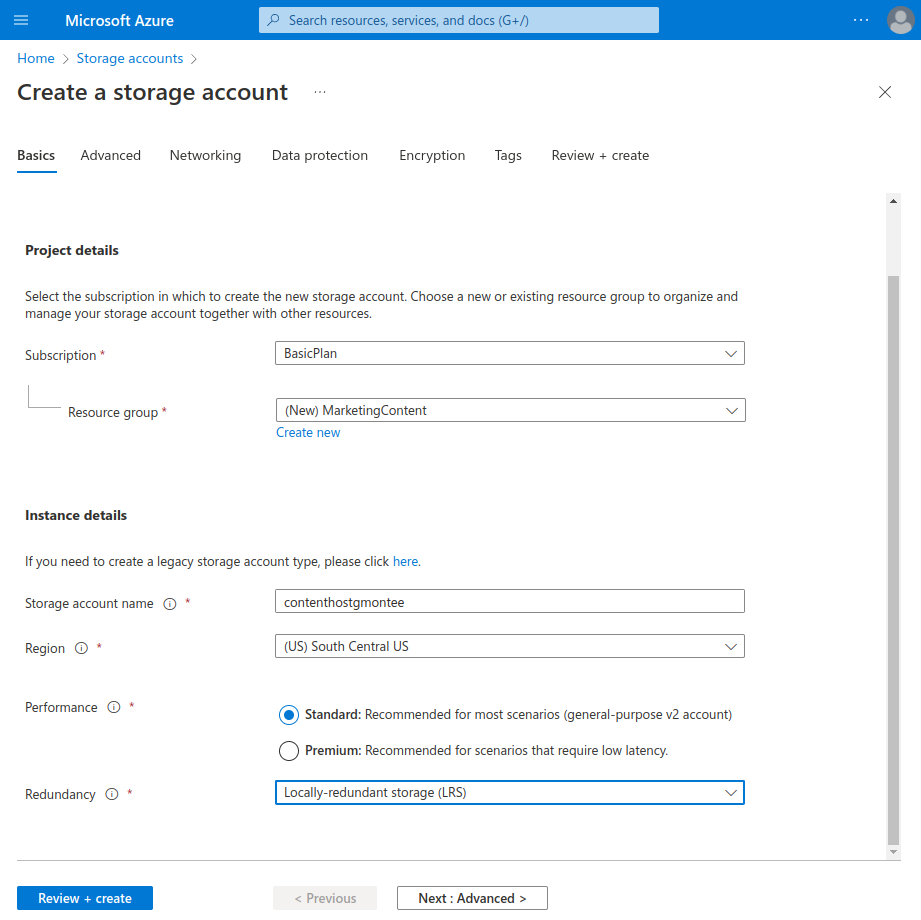 Microsoft Azure
Search resources, services, and docs (G+/)
Home > Storage accounts >
Create a storage account ...
Basics Advanced Networking Data protection Encryption Tags Review + create
Project details
Select the subscription in which to create the new storage account. Choose a new or existing resource group to organize and
manage your storage account together with other resources.
Subscription * BasicPlan
Resource group * (New) MarketingContent
Create new
Instance details
If you need to create a legacy storage account type, please click here.
Storage account name * contenthostgmontee
Region * (US) South Central US
Performance * Standard: Recommended for most scenarios (general-purpose v2 account)
Premium: Recommended for scenarios that require low latency.
Redundancy * Locally-redundant storage (LRS)
Review + create < Previous Next : Advanced >